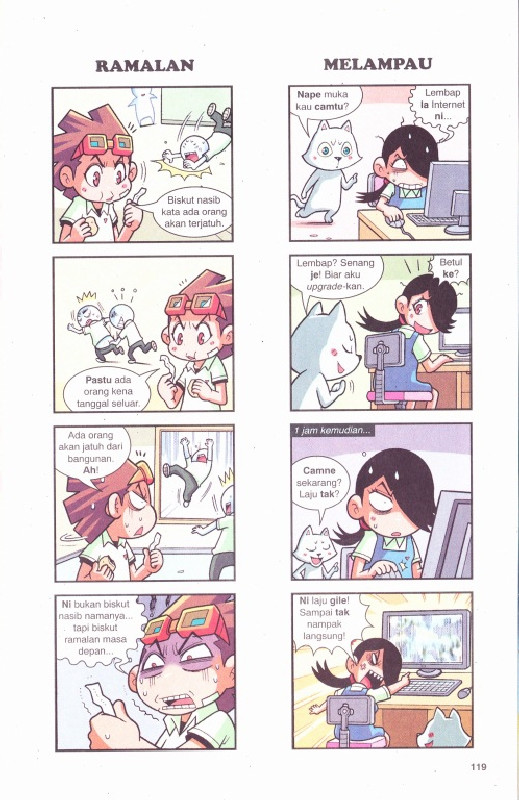 RAMALAN
Biskut nasib
kata ada orang
akan terjatuh.
Pastu ada
orang kena
tanggal seluar.
Ada orang
akan jatuh dari
bangunan.
Ah!
Ni bukan biskut
nasib namanya...
tapi biskut
ramalan masa
depan...
MELAMPAU
Nape muka
kau camtu?
Lembap
la Internet
ni...
Lembap? Senang
je! Biar aku
upgrade-kan.
Betul
ke?
1 jam kemudian...
Camne
sekarang?
Laju tak?
Ni laju gile!
Sampai tak
nampak
langsung!
119